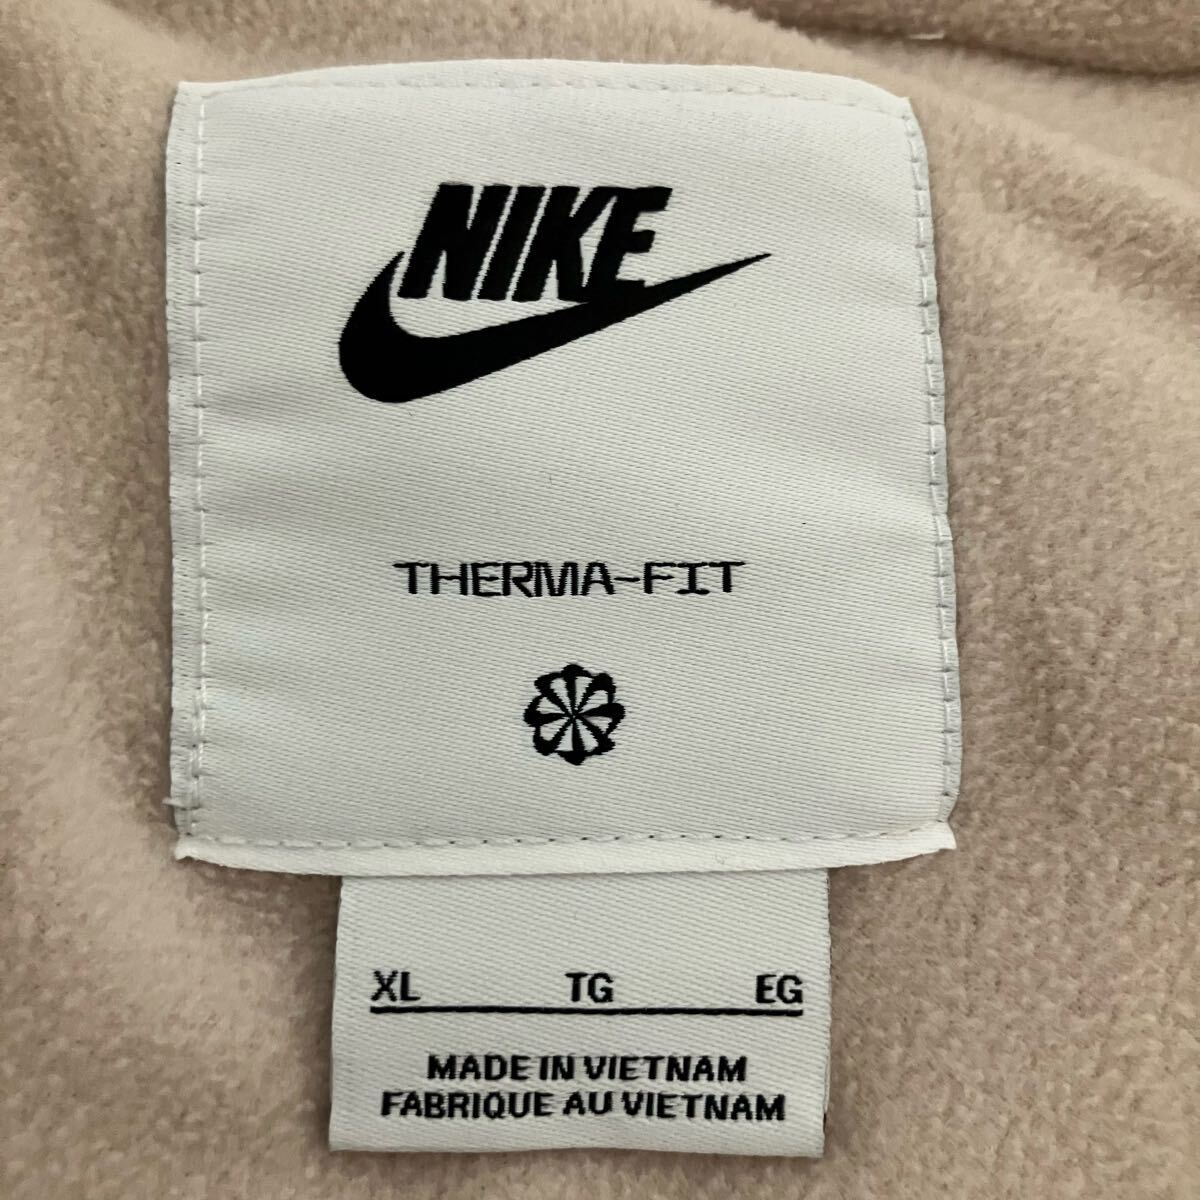 NIKE
THERMA-FIT
XL TG EG
MADE IN VIETNAM
FABRIQUE AU VIETNAM